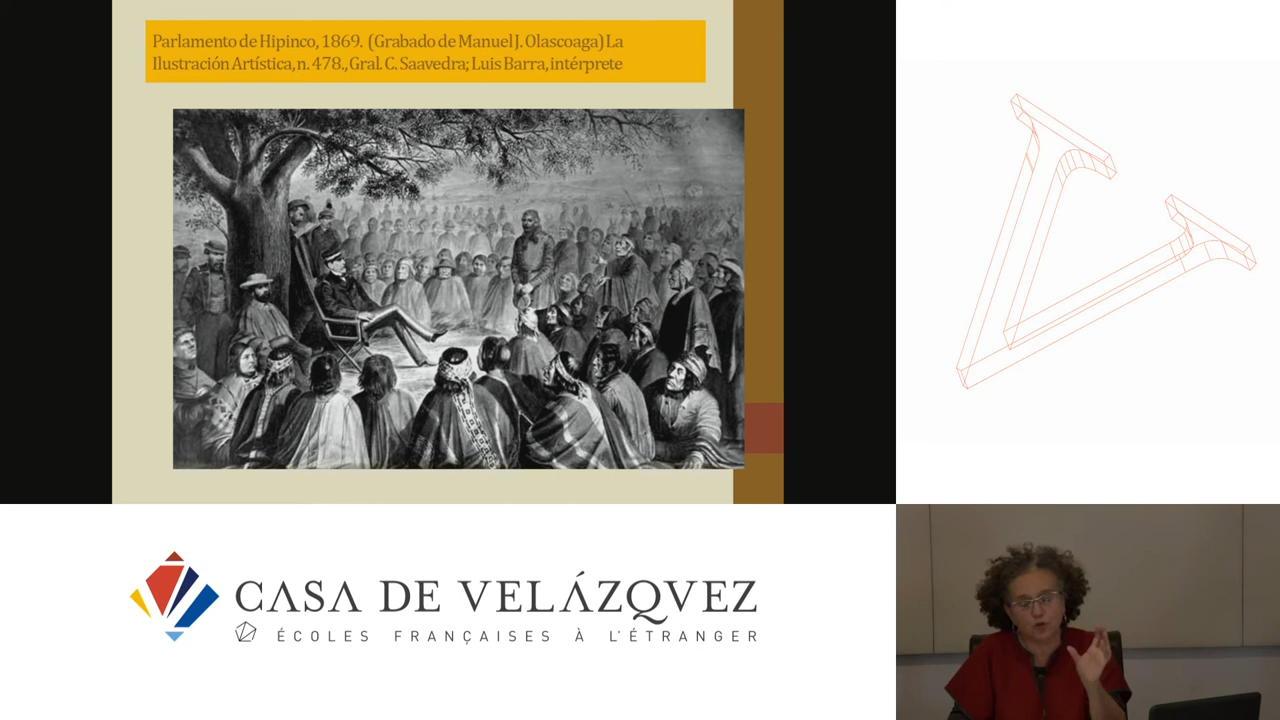 Parlamento de Hipinco, 1869. (Grabado de Manuel J. Olascoaga) La
Ilustración Artística, n. 478., Gral. C. Saavedra; Luis Barra, intérprete
CASA DE VELÁZQVEZ
ÉCOLES FRANÇAISES À L'ÉTRANGER